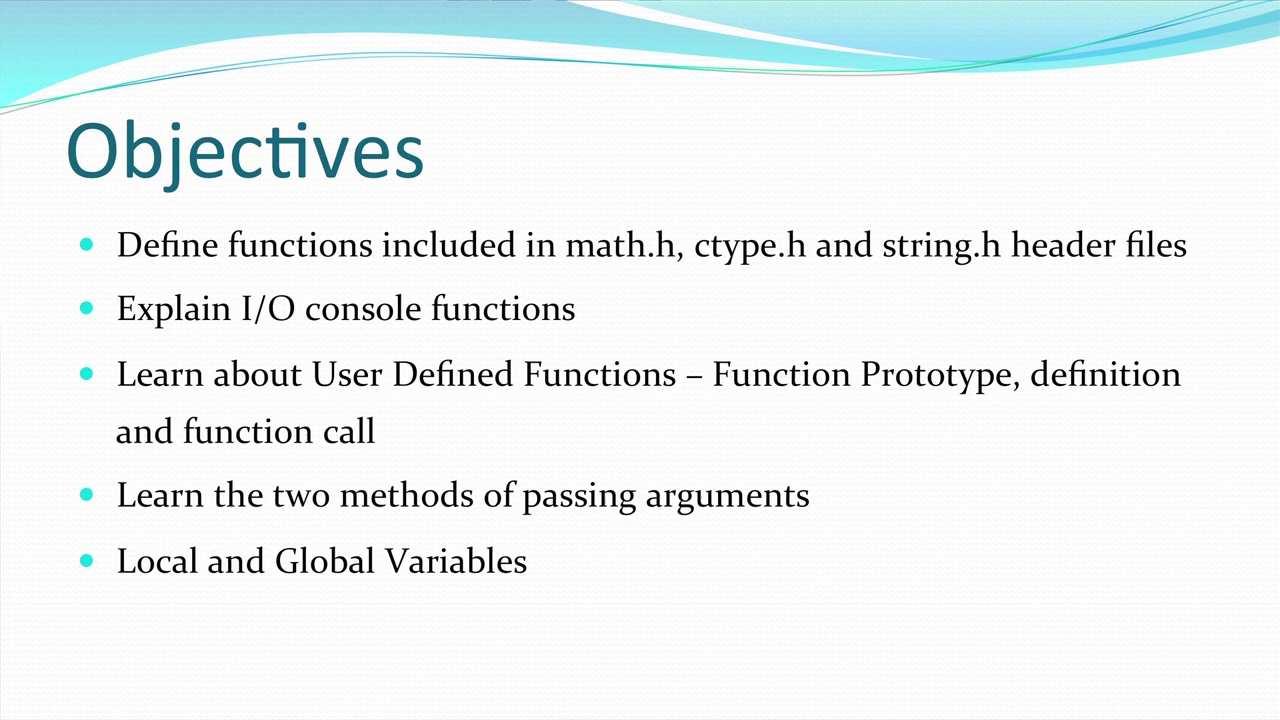 Objectives
• Define functions included in math.h, ctype.h and string.h header files
• Explain I/O console functions
• Learn about User Defined Functions – Function Prototype, definition
and function call
• Learn the two methods of passing arguments
• Local and Global Variables